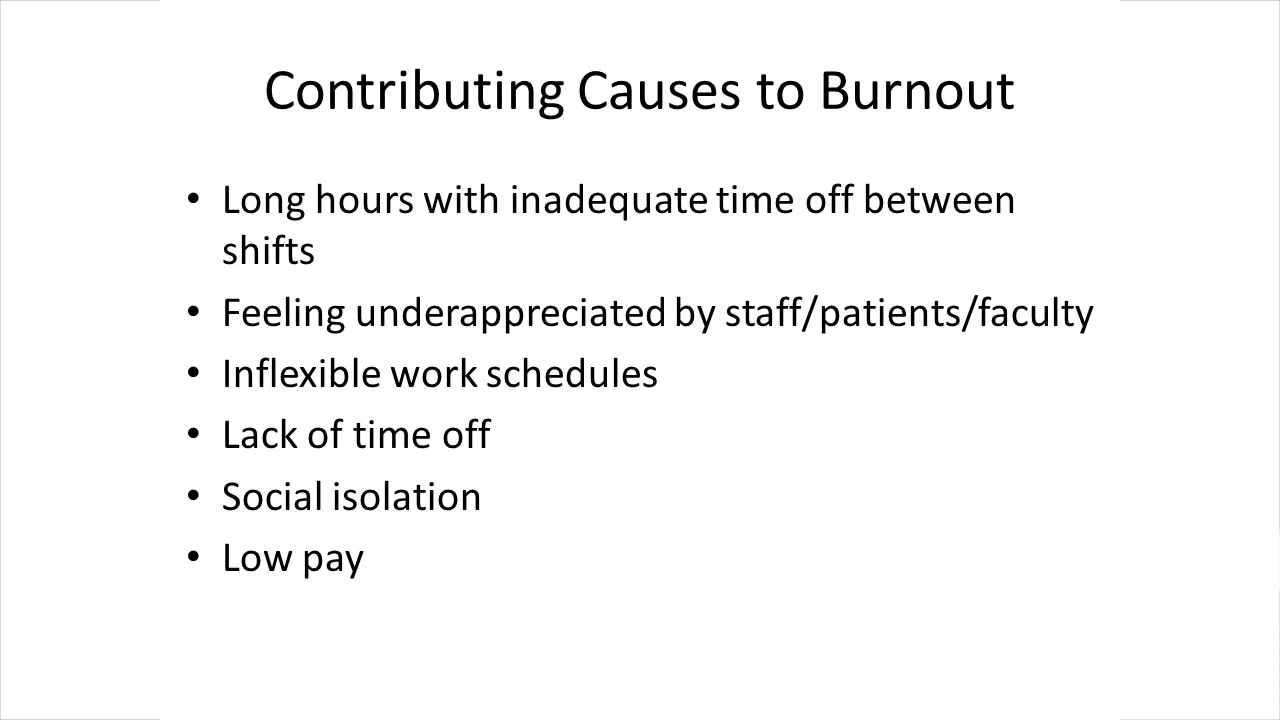 Contributing Causes to Burnout
• Long hours with inadequate time off between
shifts
• Feeling underappreciated by staff/patients/faculty
• Inflexible work schedules
• Lack of time off
• Social isolation
• Low pay